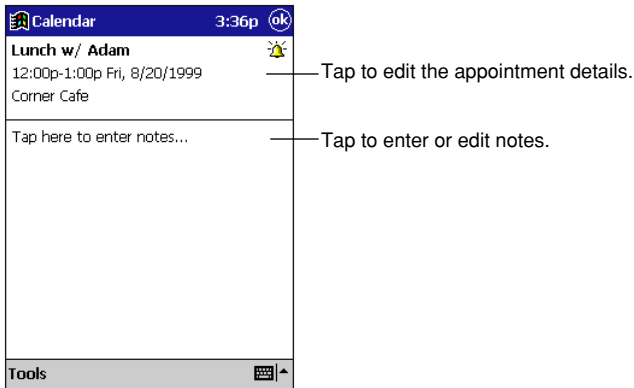 Calendar 3:36p ok
Lunch w/ Adam
12:00p-1:00p Fri, 8/20/1999
Corner Cafe
Tap to edit the appointment details.
Tap here to enter notes...
Tap to enter or edit notes.
Tools